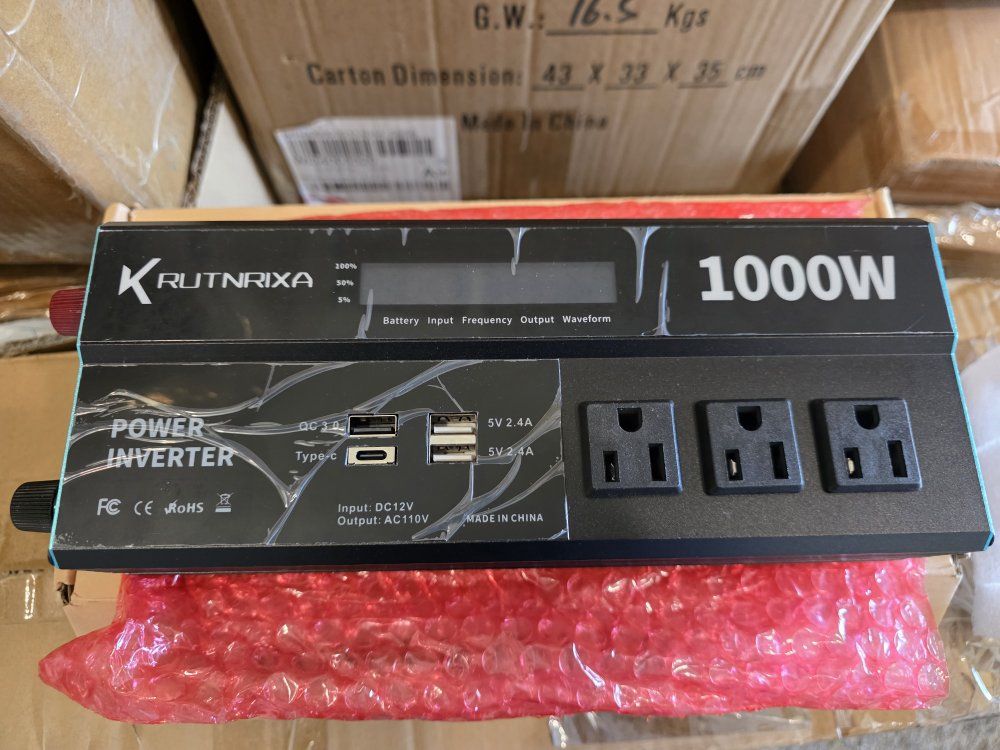 G.W.: 16.5 Kgs
Carton Dimension: 43 X 33 X 35 cm
Made In China
KRUTNRIXA
100%
50%
5%
Battery Input Frequency Output Waveform
1000W
POWER
INVERTER
QC 3.0
Type-c
5V 2.4A
5V 2.4A
FC CE RoHS
Input: DC12V
Output: AC110V
MADE IN CHINA